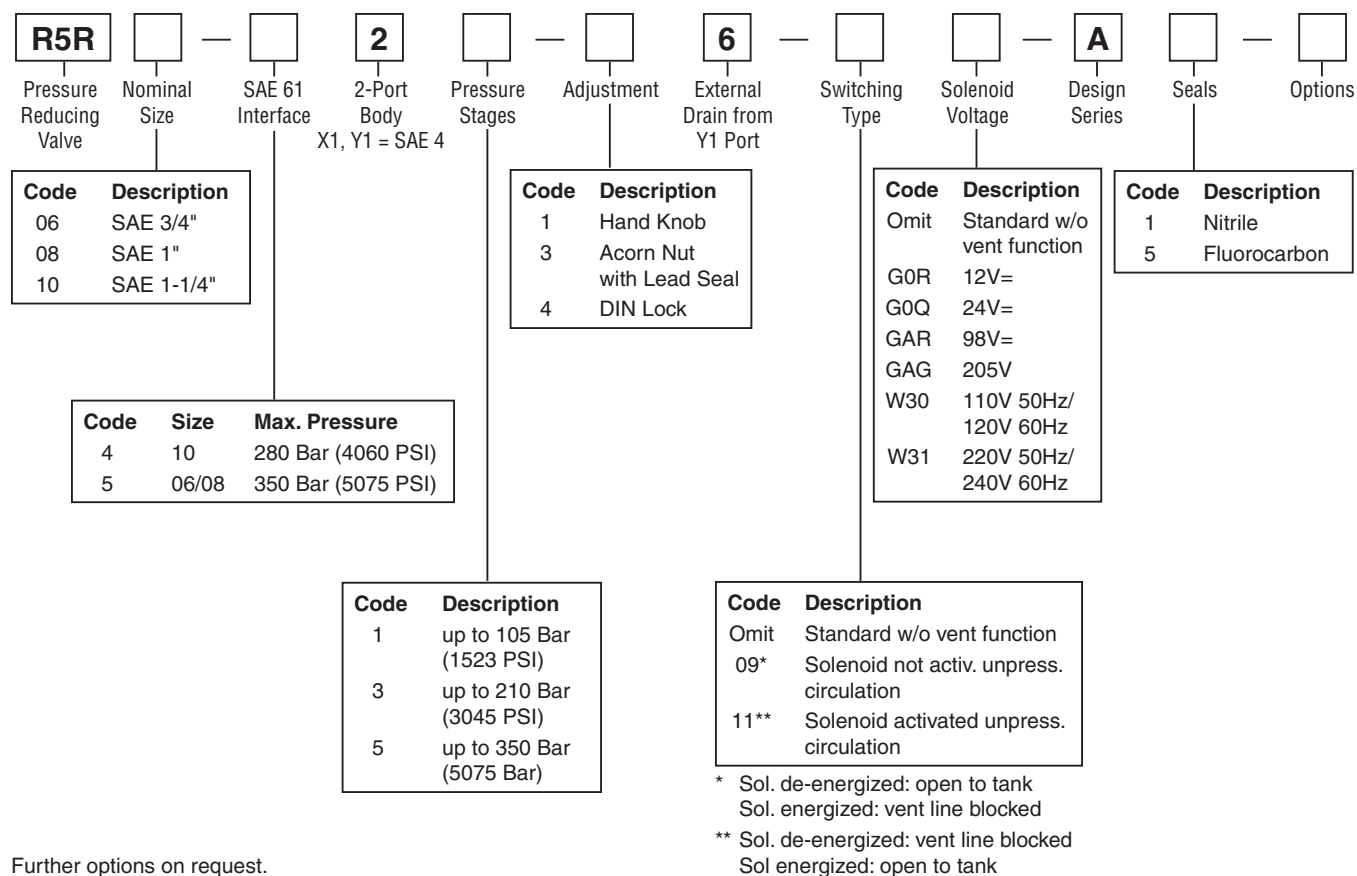 R5R — 2 — 6 — — A —
Pressure Reducing Valve
Nominal Size
SAE 61 Interface
2-Port Body X1, Y1 = SAE 4
Pressure Stages
Adjustment
External Drain from Y1 Port
Switching Type
Solenoid Voltage
Design Series
Seals
Options
Code Description
06 SAE 3/4"
08 SAE 1"
10 SAE 1-1/4"
Code Size Max. Pressure
4 10 280 Bar (4060 PSI)
5 06/08 350 Bar (5075 PSI)
Code Description
1 up to 105 Bar
(1523 PSI)
3 up to 210 Bar
(3045 PSI)
5 up to 350 Bar
(5075 Bar)
Code Description
1 Hand Knob
3 Acorn Nut
with Lead Seal
4 DIN Lock
Code Description
Omit Standard w/o vent function
09* Solenoid not activ. unpress.
circulation
11** Solenoid activated unpress.
circulation
* Sol. de-energized: open to tank
Sol. energized: vent line blocked
** Sol. de-energized: vent line blocked
Sol energized: open to tank
Code Description
Omit Standard w/o
vent function
G0R 12V=
G0Q 24V=
GAR 98V=
GAG 205V
W30 110V 50Hz/
120V 60Hz
W31 220V 50Hz/
240V 60Hz
Code Description
1 Nitrile
5 Fluorocarbon
Further options on request.